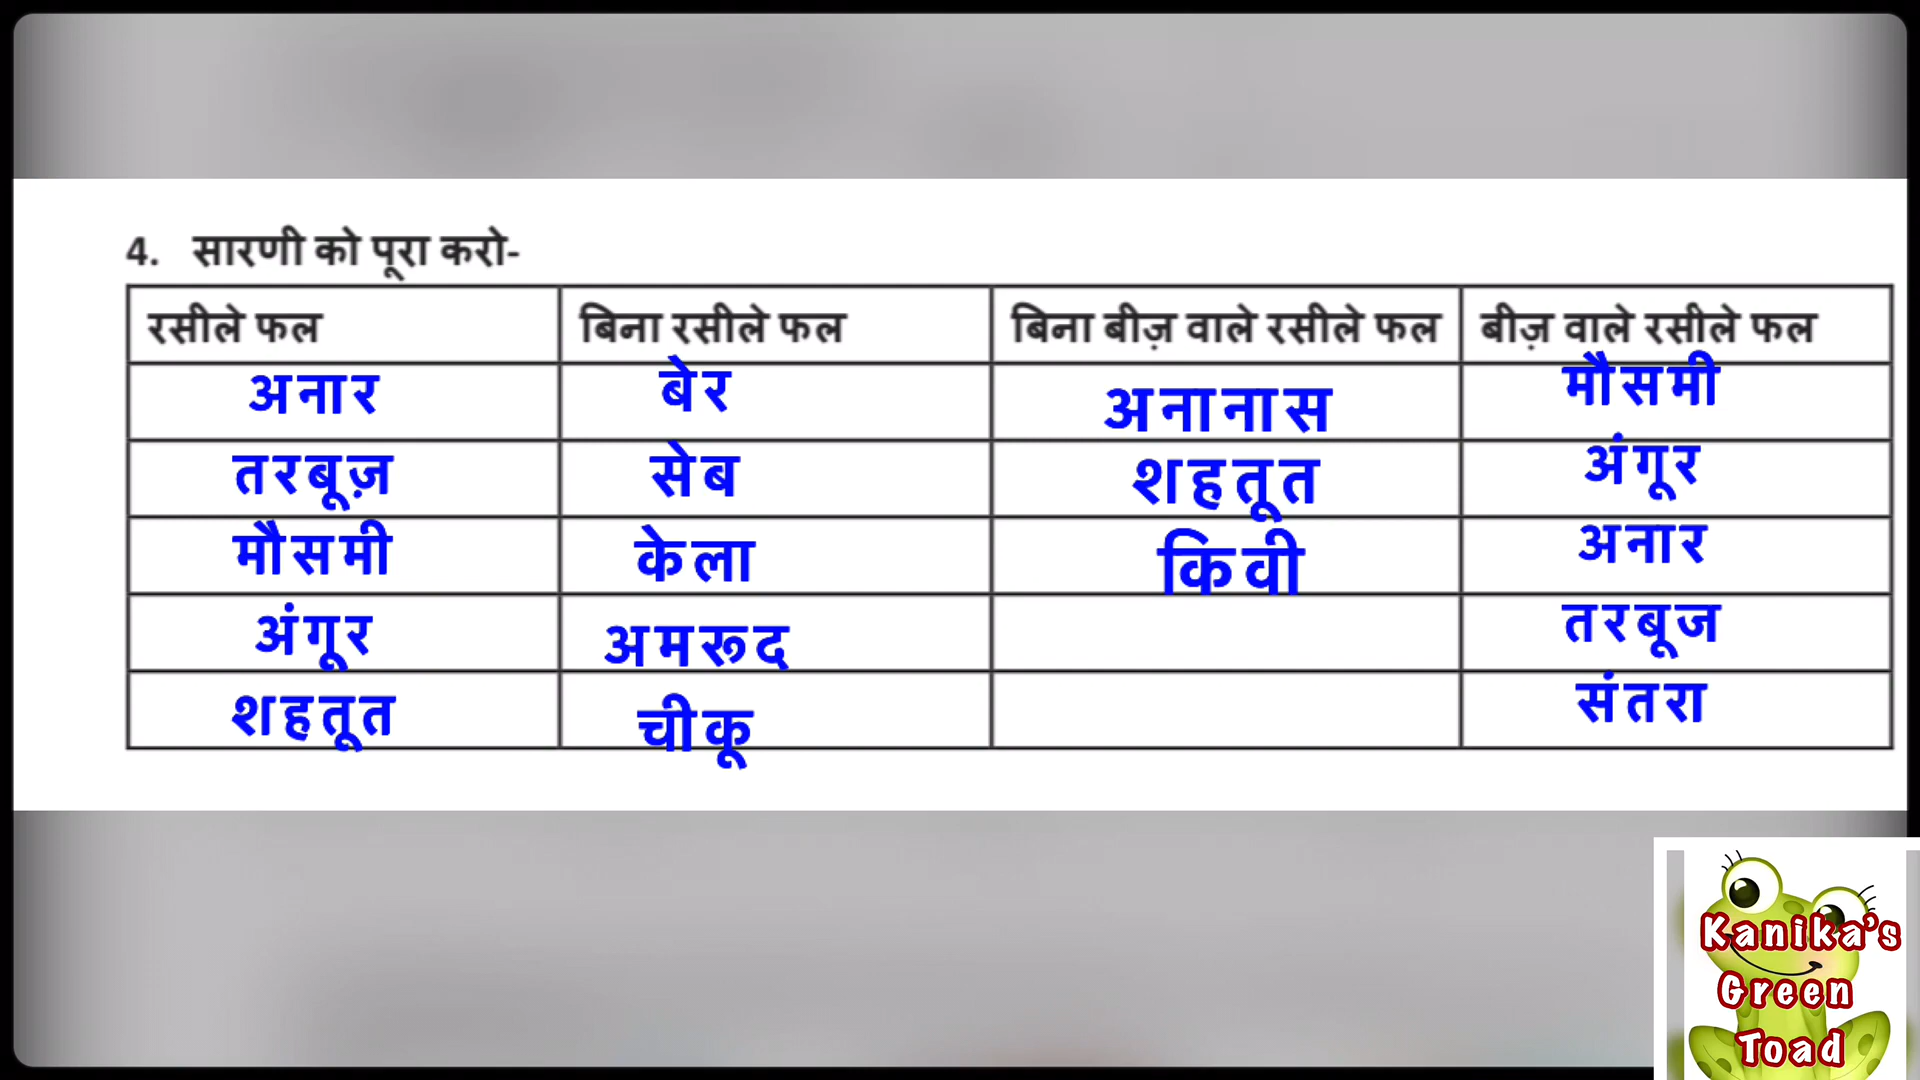 4. सारणी को पूरा करो-
रसीले फल बिना रसीले फल बिना बीज़ वाले रसीले फल बीज़ वाले रसीले फल
अनार बेर अनानास मौसमी
तरबूज़ सेब शहतूत अंगूर
मौसमी केला किवी अनार
अंगूर अमरूद तरबूज
शहतूत चीकू संतरा
Kanika's
Green
Toad